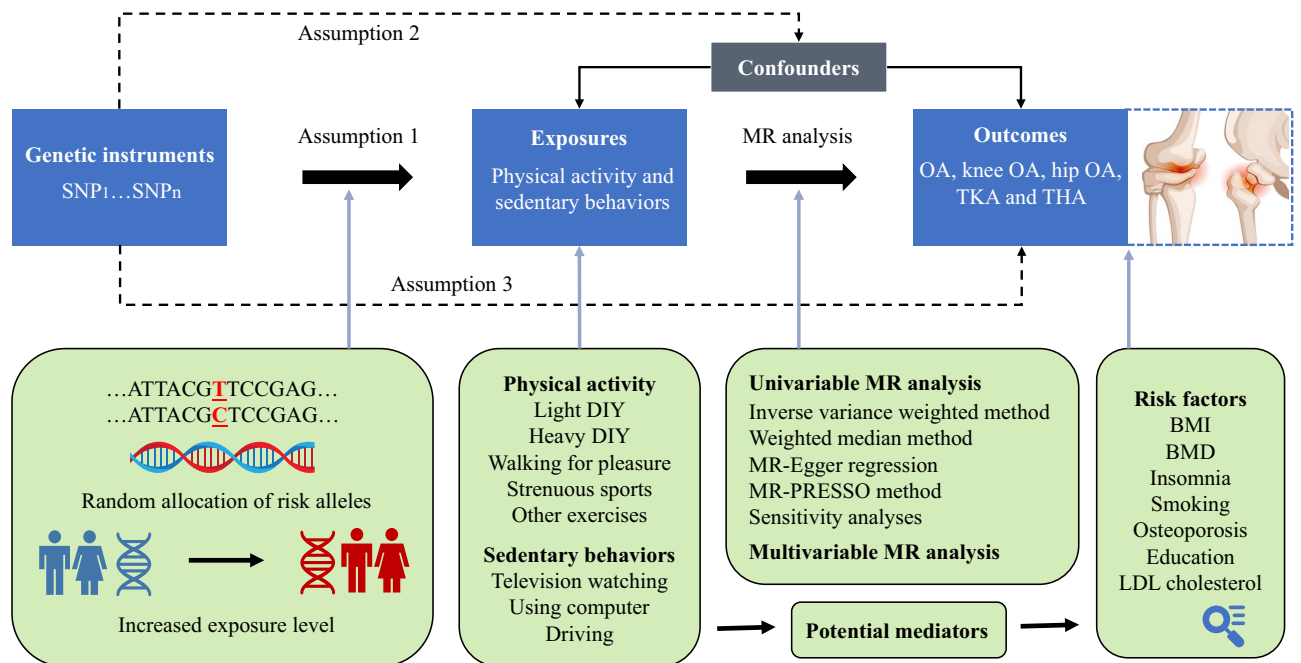 Assumption 2
Confounders
Genetic instruments
SNP1…SNPn
Assumption 1
Exposures
Physical activity and
sedentary behaviors
MR analysis
Outcomes
OA, knee OA, hip OA,
TKA and THA
Assumption 3
…ATTACGTTCCGAG…
…ATTACGCTCCGAG…
Random allocation of risk alleles
Increased exposure level
Physical activity
Light DIY
Heavy DIY
Walking for pleasure
Strenuous sports
Other exercises
Sedentary behaviors
Television watching
Using computer
Driving
Univariable MR analysis
Inverse variance weighted method
Weighted median method
MR-Egger regression
MR-PRESSO method
Sensitivity analyses
Multivariable MR analysis
Potential mediators
Risk factors
BMI
BMD
Insomnia
Smoking
Osteoporosis
Education
LDL cholesterol